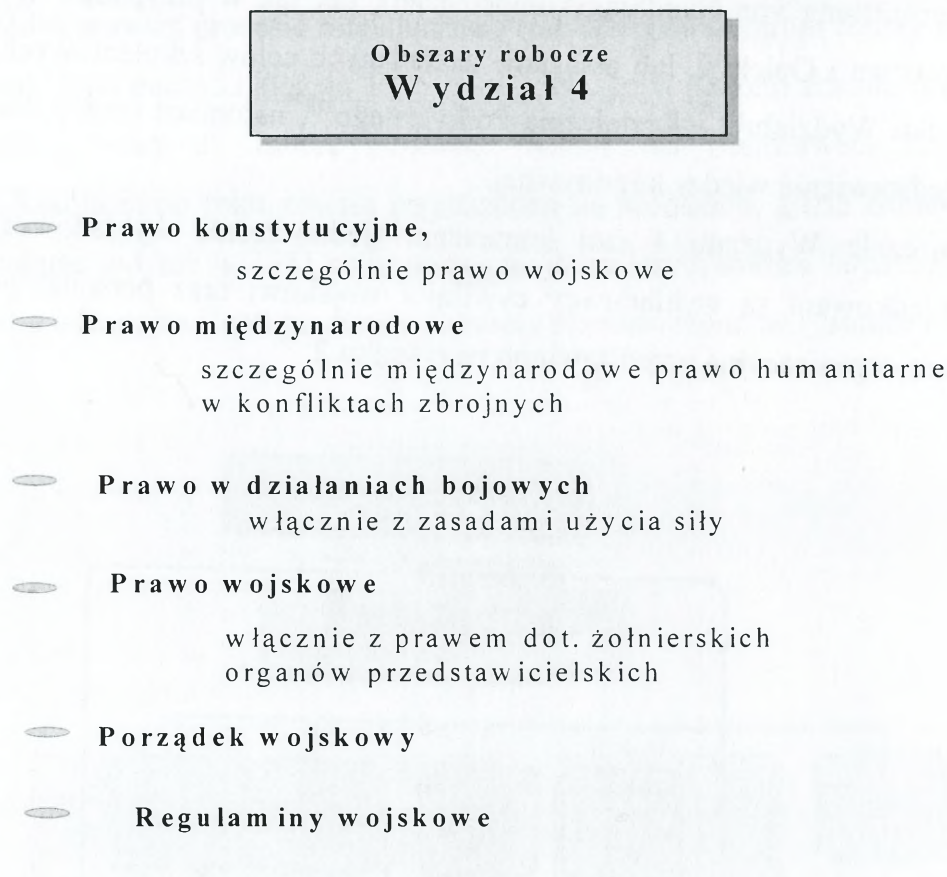 Obszary robocze
Wydział 4
Prawo konstytucyjne,
szczególnie prawo wojskowe
Prawo międzynarodowe
szczególnie międzynarodowe prawo humanitarne
w konfliktach zbrojnych
Prawo w działaniach bojowych
włącznie z zasadami użycia siły
Prawo wojskowe
włącznie z prawem dot. żołnierskich
organów przedstawicielskich
Porządek wojskowy
Regulaminy wojskowe